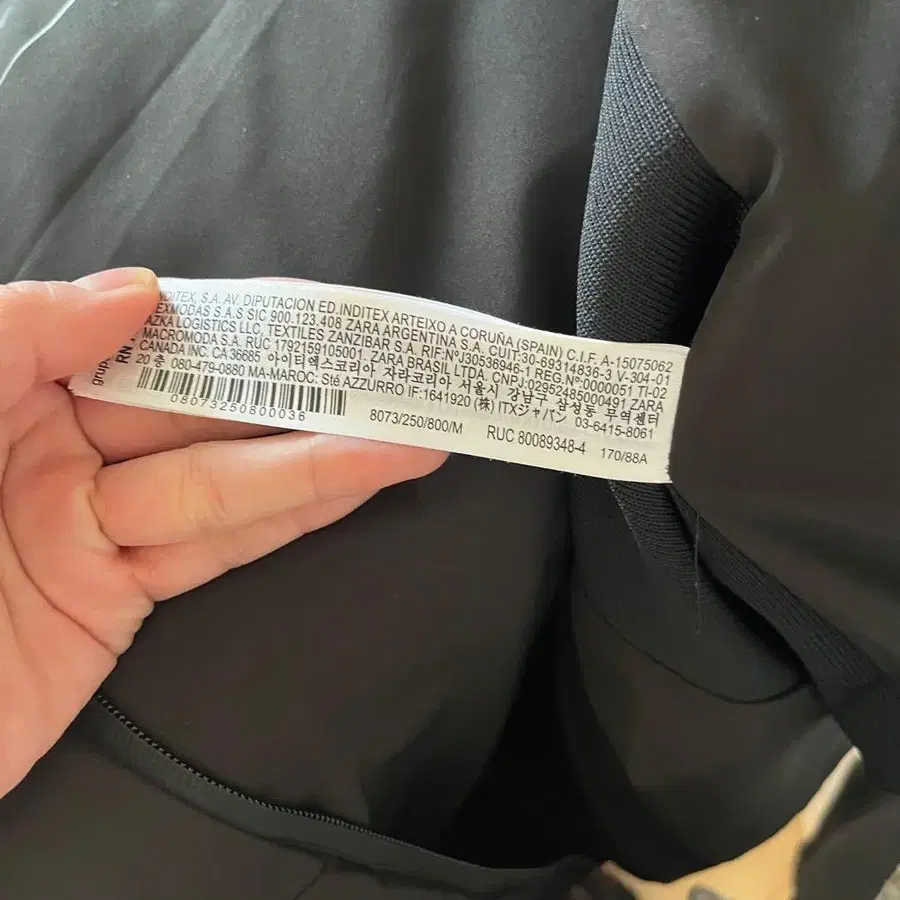 INDITEX, S.A. AV. DIPUTACION ED.INDITEX ARTEIXO A CORUÑA (SPAIN) C.I.F. A-15075062
TEXMODAS S.A.S SIC 900.123.408 ZARA ARGENTINA S.A. CUIT:30-69314836-3 V-304-01
AZKA LOGISTICS LLC, TEXTILES ZANZIBAR S.A. RIF:NºJ30538946-1 REG.Nº:0000051 TI-02
MACROMODA S.A. RUC 1792159105001. ZARA BRASIL LTDA. CNPJ:02952485000491 ZARA
CANADA INC. CA 36685 아이티엑스코리아 자라코리아 서울시 강남구 삼성동 무역센터
20 층 080-479-0880 MA-MAROC: Sté AZZURRO IF:1641920 (株) ITXジャパン 03-6415-8061
RN
grupo
08073250800036
8073/250/800/M RUC 80089348-4 170/88A